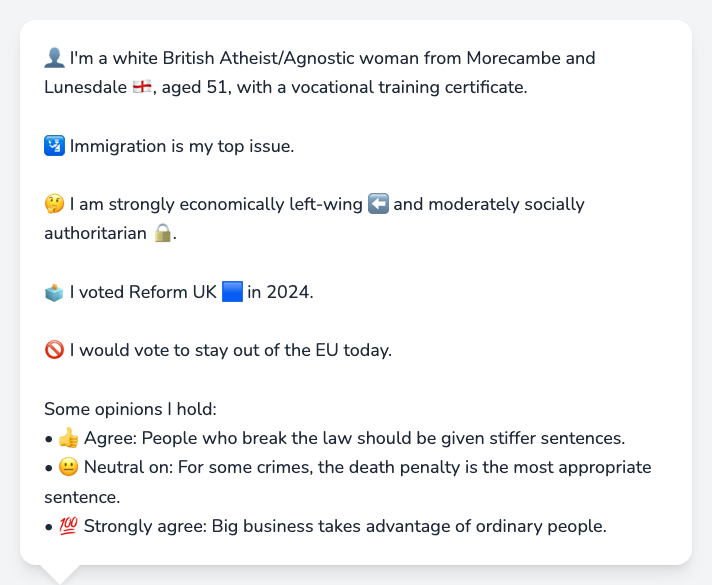 👤 I'm a white British Atheist/Agnostic woman from Morecambe and
Lunesdale 🏴󠁧󠁢󠁥󠁮󠁧󠁿, aged 51, with a vocational training certificate.
🛂 Immigration is my top issue.
🤔 I am strongly economically left-wing ⬅️ and moderately socially
authoritarian 🔒.
🗳️ I voted Reform UK 🟦 in 2024.
🚫 I would vote to stay out of the EU today.
Some opinions I hold:
• 👍 Agree: People who break the law should be given stiffer sentences.
• 😐 Neutral on: For some crimes, the death penalty is the most appropriate
sentence.
• 💯 Strongly agree: Big business takes advantage of ordinary people.